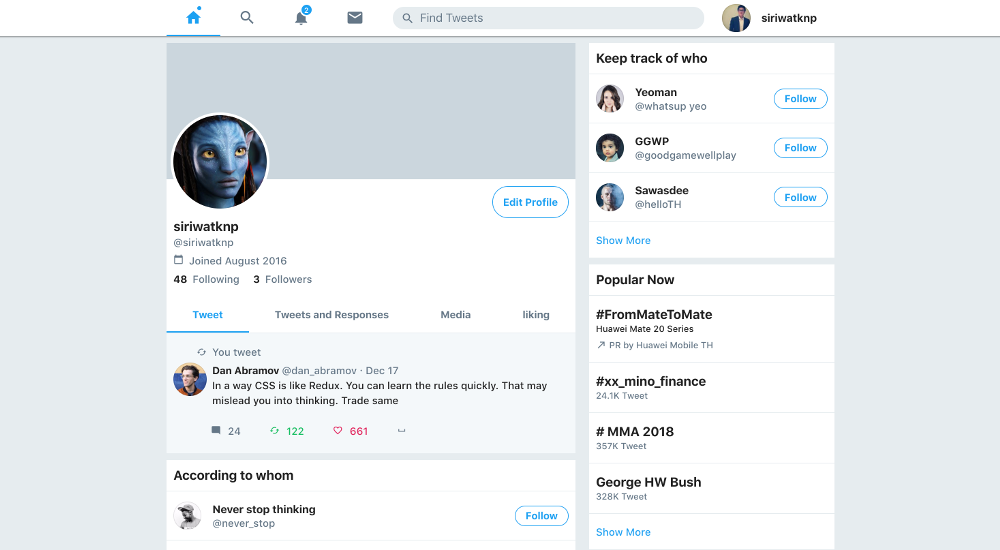 2
Find Tweets
siriwatknp
Edit Profile
siriwatknp
@siriwatknp
Joined August 2016
48 Following 3 Followers
Tweet Tweets and Responses Media liking
You tweet
Dan Abramov @dan_abramov · Dec 17
In a way CSS is like Redux. You can learn the rules quickly. That may
mislead you into thinking. Trade same
24 122 661
According to whom
Never stop thinking
@never_stop
Follow
Keep track of who
Yeoman
@whatsup yeo
Follow
GGWP
@goodgamewellplay
Follow
Sawasdee
@helloTH
Follow
Show More
Popular Now
#FromMateToMate
Huawei Mate 20 Series
PR by Huawei Mobile TH
#xx_mino_finance
24.1K Tweet
# MMA 2018
357K Tweet
George HW Bush
328K Tweet
Show More